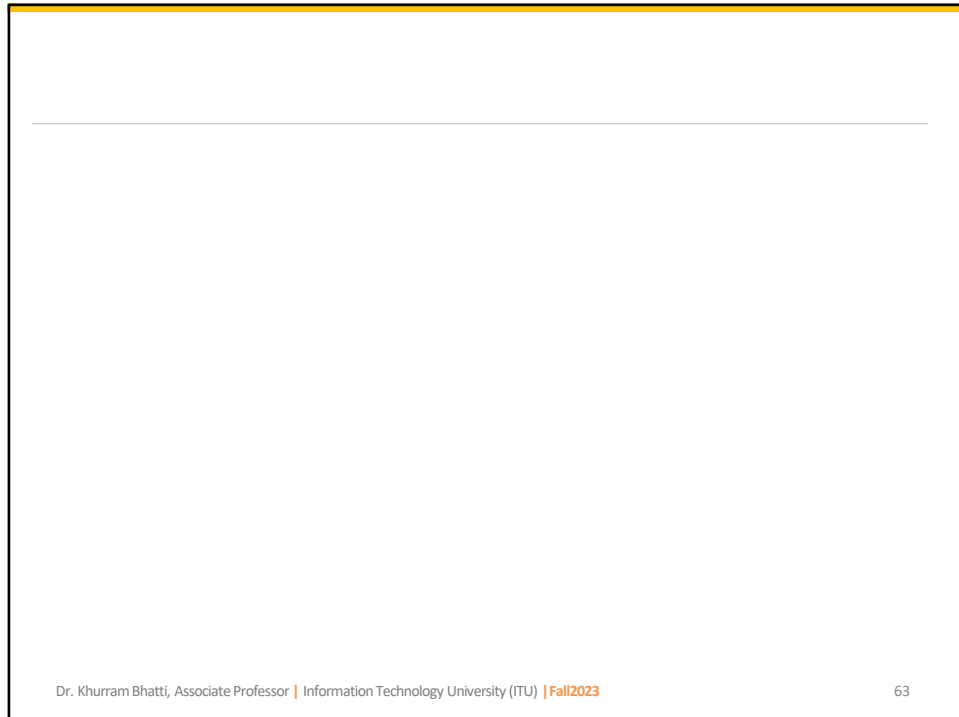 Dr. Khurram Bhatti, Associate Professor | Information Technology University (ITU) |Fall2023 63